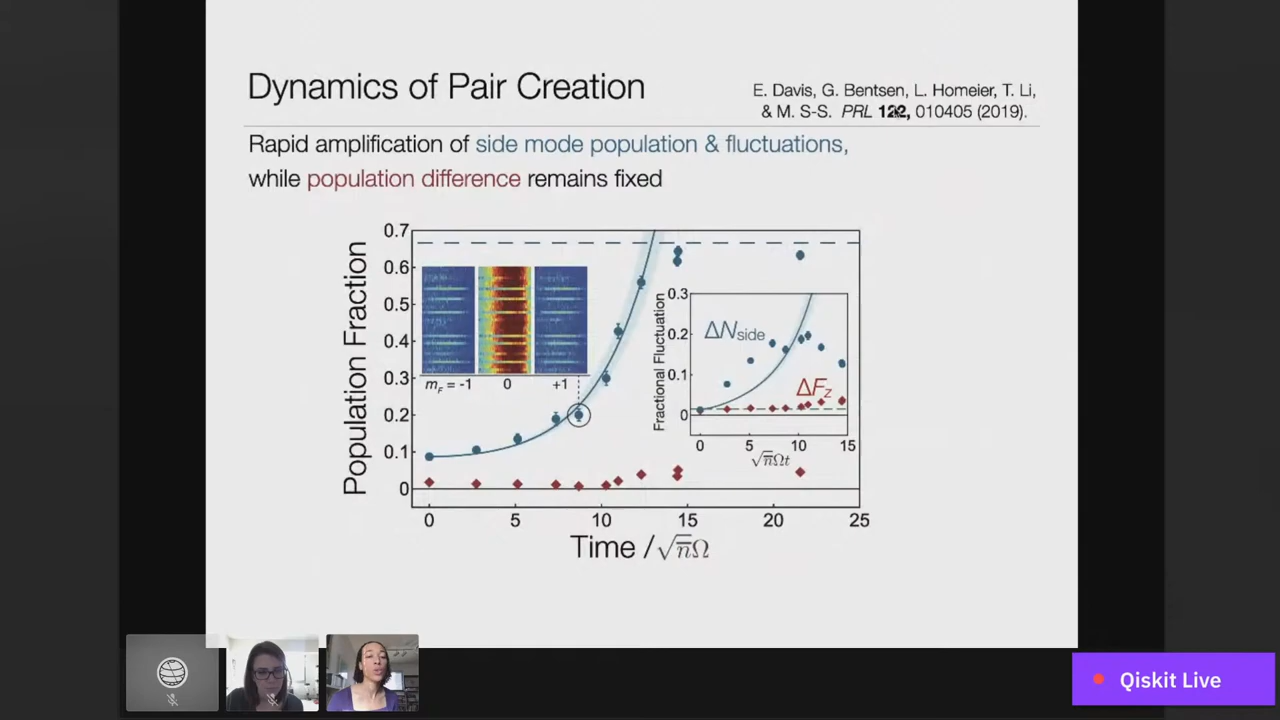 Dynamics of Pair Creation
E. Davis, G. Bentsen, L. Homeier, T. Li,
& M. S-S. PRL 122, 010405 (2019).
Rapid amplification of side mode population & fluctuations,
while population difference remains fixed
Population Fraction
0.7
0.6
0.5
0.4
0.3
0.2
0.1
0
m_F = -1 0 +1
Fractional Fluctuation
0.3
0.2
0.1
0
ΔN_side
ΔF_z
0 5 10 15
√n̄Ωt
0 5 10 15 20 25
Time /√n̄Ω
Qiskit Live